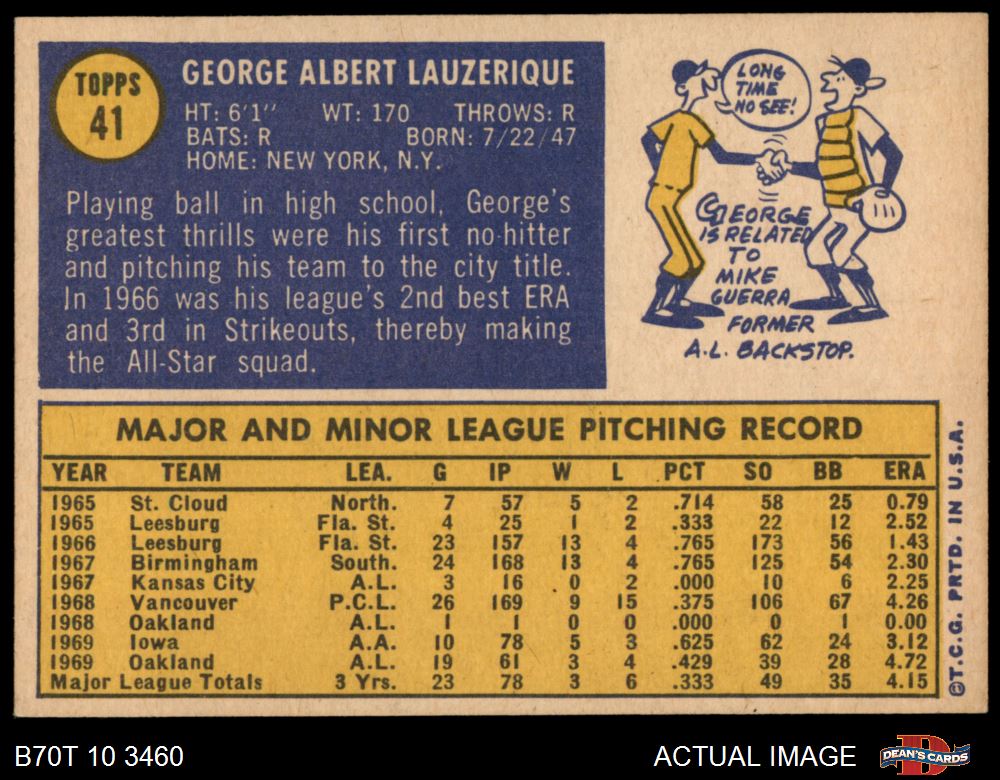 TOPPS
41
GEORGE ALBERT LAUZERIQUE
HT: 6'1" WT: 170 THROWS: R
BATS: R BORN: 7/22/47
HOME: NEW YORK, N.Y.
Playing ball in high school, George's
greatest thrills were his first no-hitter
and pitching his team to the city title.
In 1966 was his league's 2nd best ERA
and 3rd in Strikeouts, thereby making
the All-Star squad.
LONG
TIME
NO SEE!
GEORGE
IS RELATED
TO
MIKE
GUERRA
FORMER
A.L. BACKSTOP.
MAJOR AND MINOR LEAGUE PITCHING RECORD
YEAR TEAM LEA. G IP W L PCT SO BB ERA
1965 St. Cloud North. 7 57 5 2 .714 58 25 0.79
1965 Leesburg Fla. St. 4 25 1 2 .333 22 12 2.52
1966 Leesburg Fla. St. 23 157 13 4 .765 173 56 1.43
1967 Birmingham South. 24 168 13 4 .765 125 54 2.30
1967 Kansas City A.L. 3 16 0 2 .000 10 6 2.25
1968 Vancouver P.C.L. 26 169 9 15 .375 106 67 4.26
1968 Oakland A.L. 1 1 0 0 .000 0 1 0.00
1969 Iowa A.A. 10 78 5 3 .625 62 24 3.12
1969 Oakland A.L. 19 61 3 4 .429 39 28 4.72
Major League Totals 3 Yrs. 23 78 3 6 .333 49 35 4.15
©T.C.G. PRTD. IN U.S.A.
B70T 10 3460 ACTUAL IMAGE
D
DEAN'S CARDS